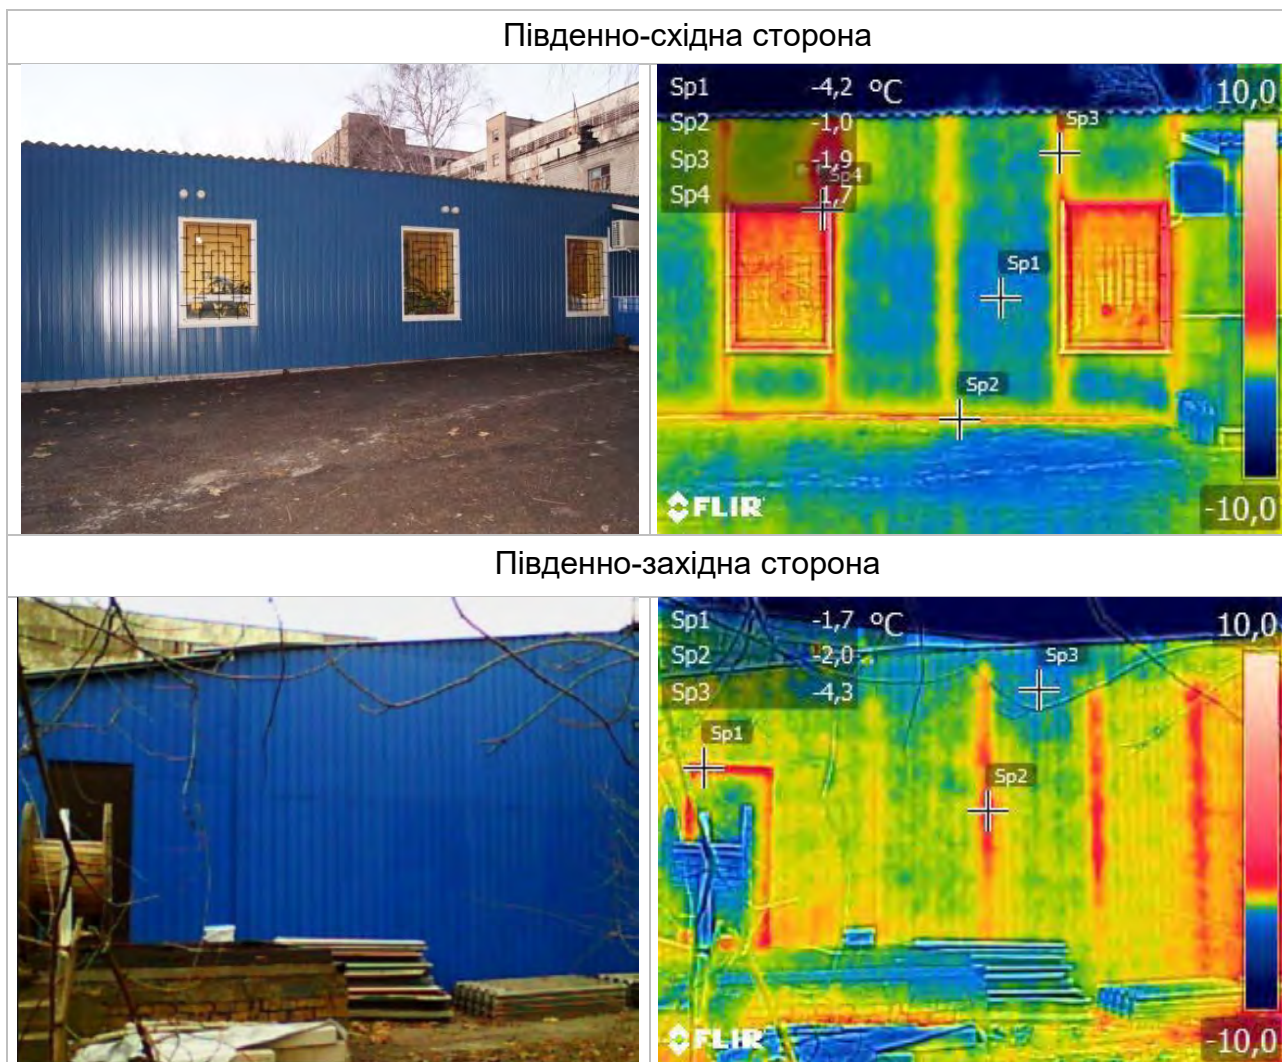 Південно-східна сторона
Sp1 -4,2 °C 10,0
Sp2 -1,0
Sp3
Sp3 -1,9
Sp4
Sp4 1,7
Sp1
Sp2
FLIR -10,0
Південно-західна сторона
Sp1 -1,7 °C 10,0
Sp2 -2,0
Sp3
Sp3 -4,3
Sp1
Sp2
FLIR -10,0